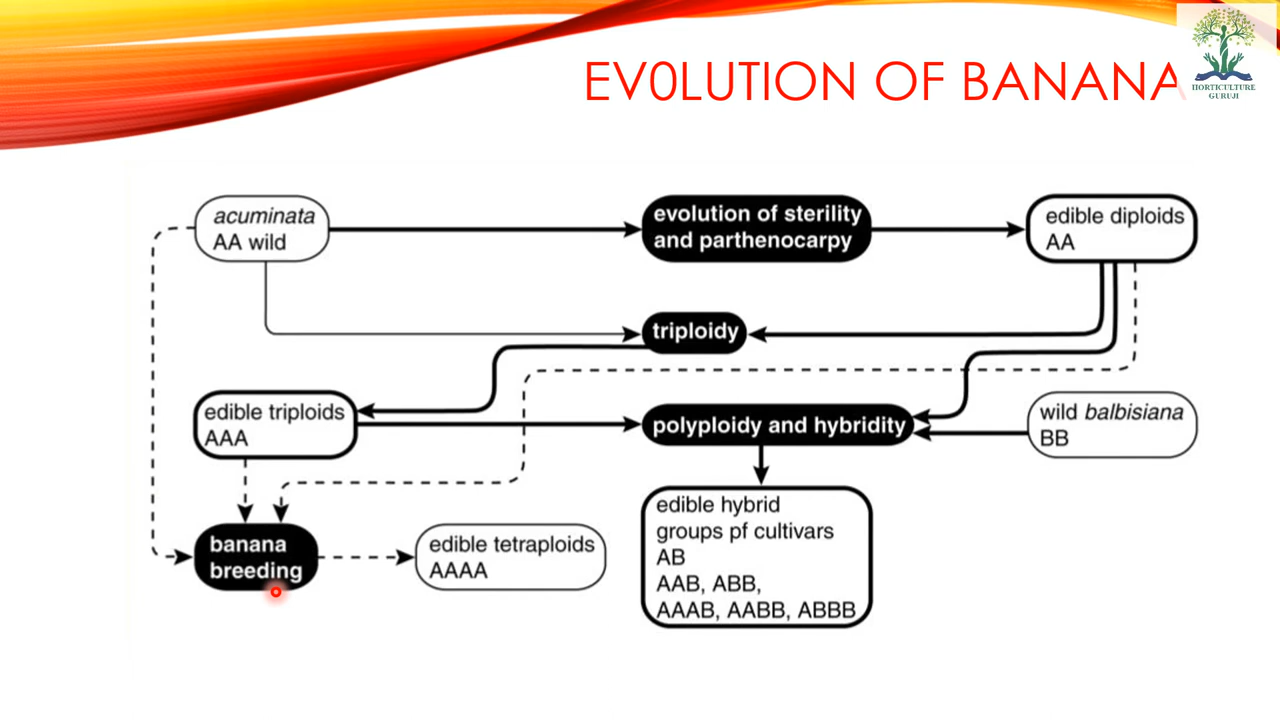 EV0LUTION OF BANANA
HORTICULTURE
GURUJI
acuminata
AA wild
evolution of sterility
and parthenocarpy
edible diploids
AA
triploidy
edible triploids
AAA
polyploidy and hybridity
wild balbisiana
BB
edible hybrid
groups pf cultivars
AB
AAB, ABB,
AAAB, AABB, ABBB
banana
breeding
edible tetraploids
AAAA